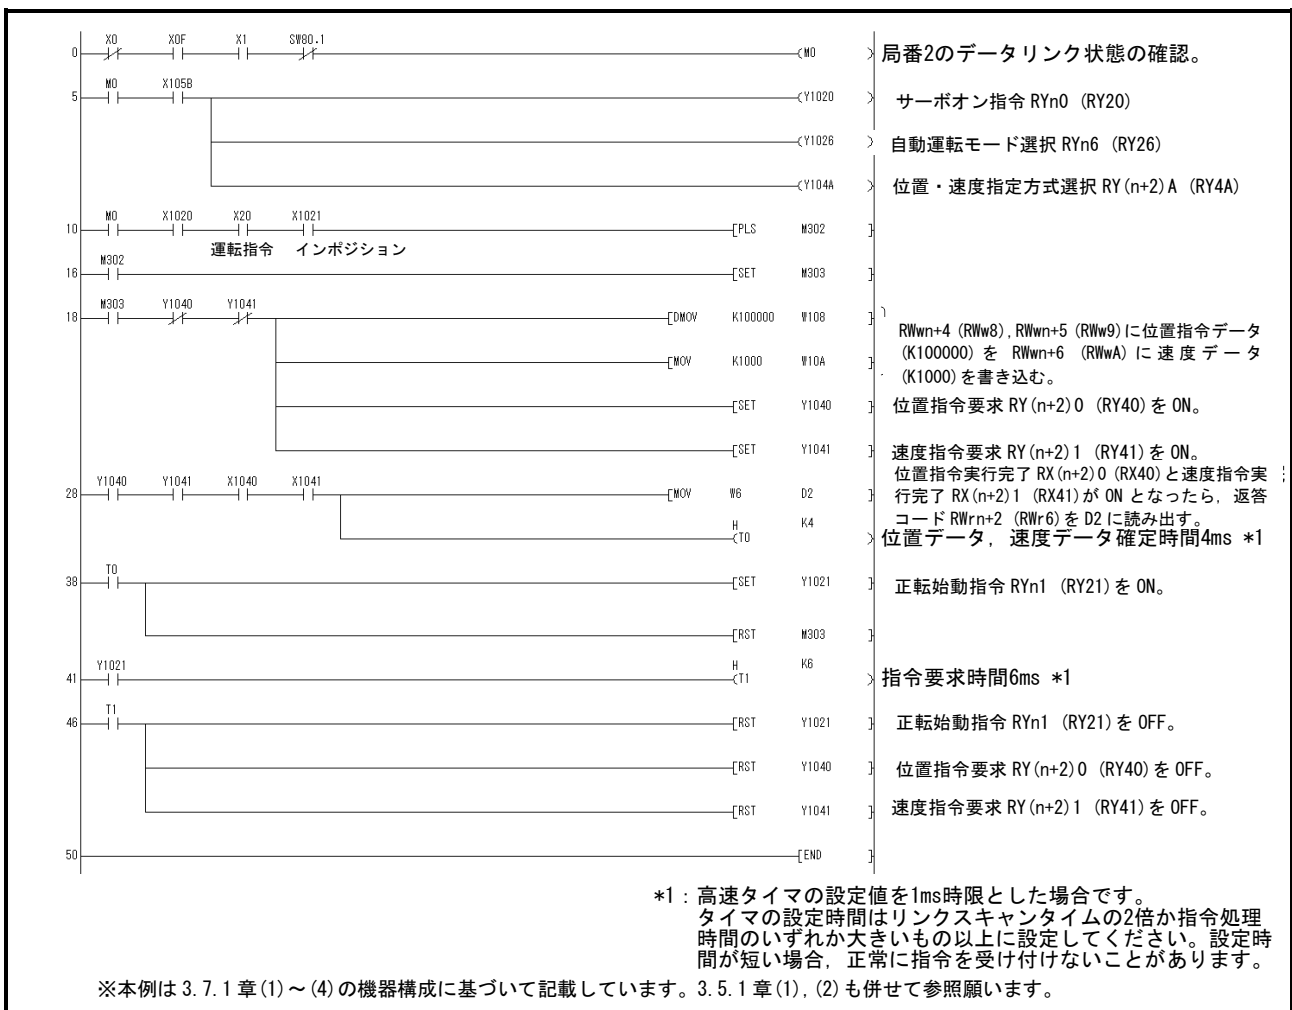 X0 X0F X1 SW80.1
0 (M0 ) 局番2のデータリンク状態の確認。
M0 X105B
5 (Y1020 ) サーボオン指令 RYn0 (RY20)
(Y1026 ) 自動運転モード選択 RYn6 (RY26)
(Y104A ) 位置・速度指定方式選択 RY(n+2)A (RY4A)
M0 X1020 X20 X1021
10 [PLS M302 ]
運転指令 インポジション
M302
16 [SET M303 ]
M303 Y1040 Y1041
18 [DMOV K100000 W108 ]
RWwn+4 (RWw8), RWwn+5 (RWw9)に位置指令データ
(K100000) を RWwn+6 (RWwA) に速度データ
[MOV K1000 W10A ]
(K1000)を書き込む。
[SET Y1040 ] 位置指令要求 RY(n+2)0 (RY40)を ON。
[SET Y1041 ] 速度指令要求 RY(n+2)1 (RY41)を ON。
位置指令実行完了 RX(n+2)0 (RX40)と速度指令実
Y1040 Y1041 X1040 X1041
28 [MOV W6 D2 ] 行完了 RX(n+2)1 (RX41)が ON となったら, 返答
コード RWrn+2 (RWr6)を D2 に読み出す。
H K4
(T0 ) 位置データ, 速度データ確定時間4ms *1
T0
38 [SET Y1021 ] 正転始動指令 RYn1 (RY21)を ON。
[RST M303 ]
Y1021 H K6
41 (T1 ) 指令要求時間6ms *1
T1
46 [RST Y1021 ] 正転始動指令 RYn1 (RY21)を OFF。
[RST Y1040 ] 位置指令要求 RY(n+2)0 (RY40)を OFF。
[RST Y1041 ] 速度指令要求 RY(n+2)1 (RY41)を OFF。
50 [END ]
*1：高速タイマの設定値を1ms時限とした場合です。
タイマの設定時間はリンクスキャンタイムの2倍か指令処理
時間のいずれか大きいもの以上に設定してください。設定時
間が短い場合, 正常に指令を受け付けないことがあります。
※本例は 3.7.1 章(1)～(4)の機器構成に基づいて記載しています。3.5.1 章(1),(2)も併せて参照願います。